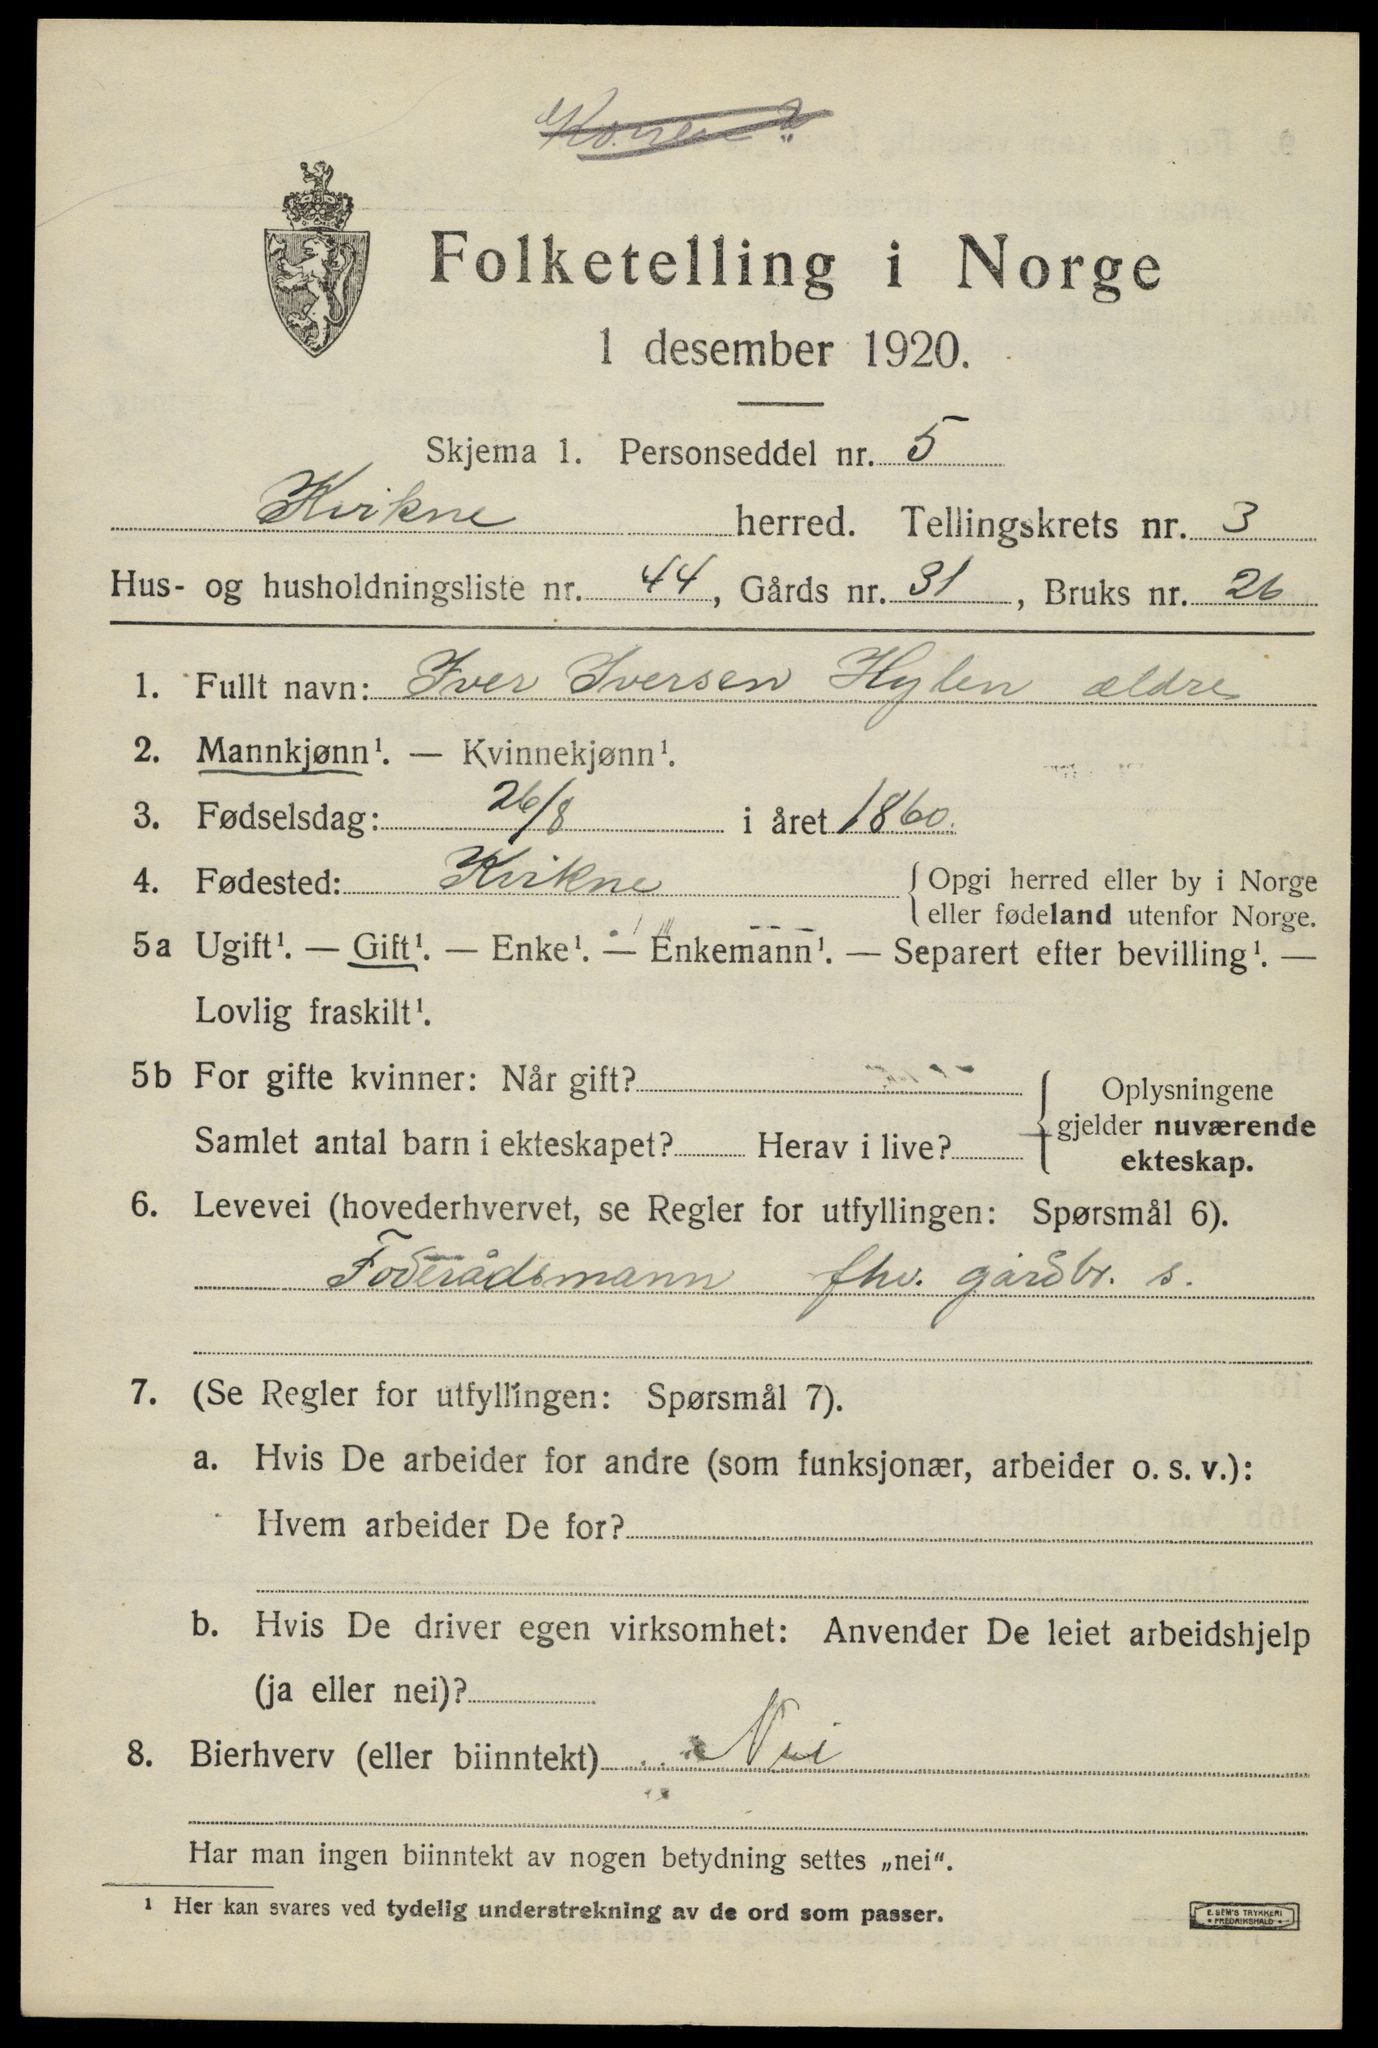 Folketelling i Norge
1 desember 1920.
Skjema 1. Personseddel nr. 5
Kvikne herred. Tellingskrets nr. 3
Hus- og husholdningsliste nr. 44, Gårds nr. 31, Bruks nr. 26
1. Fullt navn: Iver Iversen Hylen ældre
2. Mannkjønn¹. — Kvinnekjønn¹.
3. Fødselsdag: 26/8 i året 1860.
4. Fødested: Kvikne { Opgi herred eller by i Norge
eller fødeland utenfor Norge.
5a Ugift¹. — Gift¹. — Enke¹. — Enkemann¹. — Separert efter bevilling¹. —
Lovlig fraskilt¹.
5b For gifte kvinner: Når gift?
Samlet antal barn i ekteskapet? Herav i live?
{ Oplysningene
gjelder nuværende
ekteskap.
6. Levevei (hovederhvervet, se Regler for utfyllingen: Spørsmål 6).
Foderådsmann fhv. gårdbr. s.
7. (Se Regler for utfyllingen: Spørsmål 7).
a. Hvis De arbeider for andre (som funksjonær, arbeider o. s. v.):
Hvem arbeider De for?
b. Hvis De driver egen virksomhet: Anvender De leiet arbeidshjelp
(ja eller nei)?
8. Bierhverv (eller biinntekt) Nei
Har man ingen biinntekt av nogen betydning settes „nei“.
¹ Her kan svares ved tydelig understrekning av de ord som passer.
E. SEM'S TRYKKERI
FREDRIKSHALD